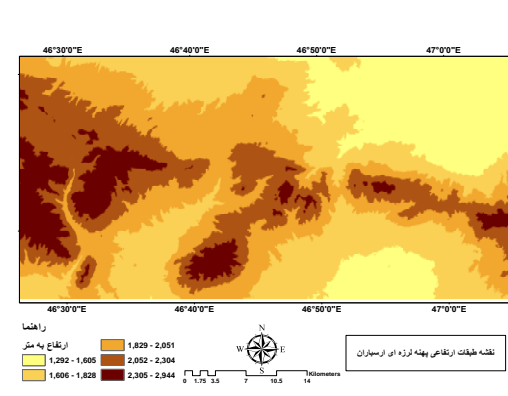 46°30'0"E 46°40'0"E 46°50'0"E 47°0'0"E
46°30'0"E 46°40'0"E 46°50'0"E 47°0'0"E
راهنما
ارتفاع به متر
1,292 - 1,605
1,606 - 1,828
1,829 - 2,051
2,052 - 2,304
2,305 - 2,944
N
W E
S
Kilometers
0 1.75 3.5 7 10.5 14
نقشه طبقات ارتفاعی پهنه لرزه ای ارسباران